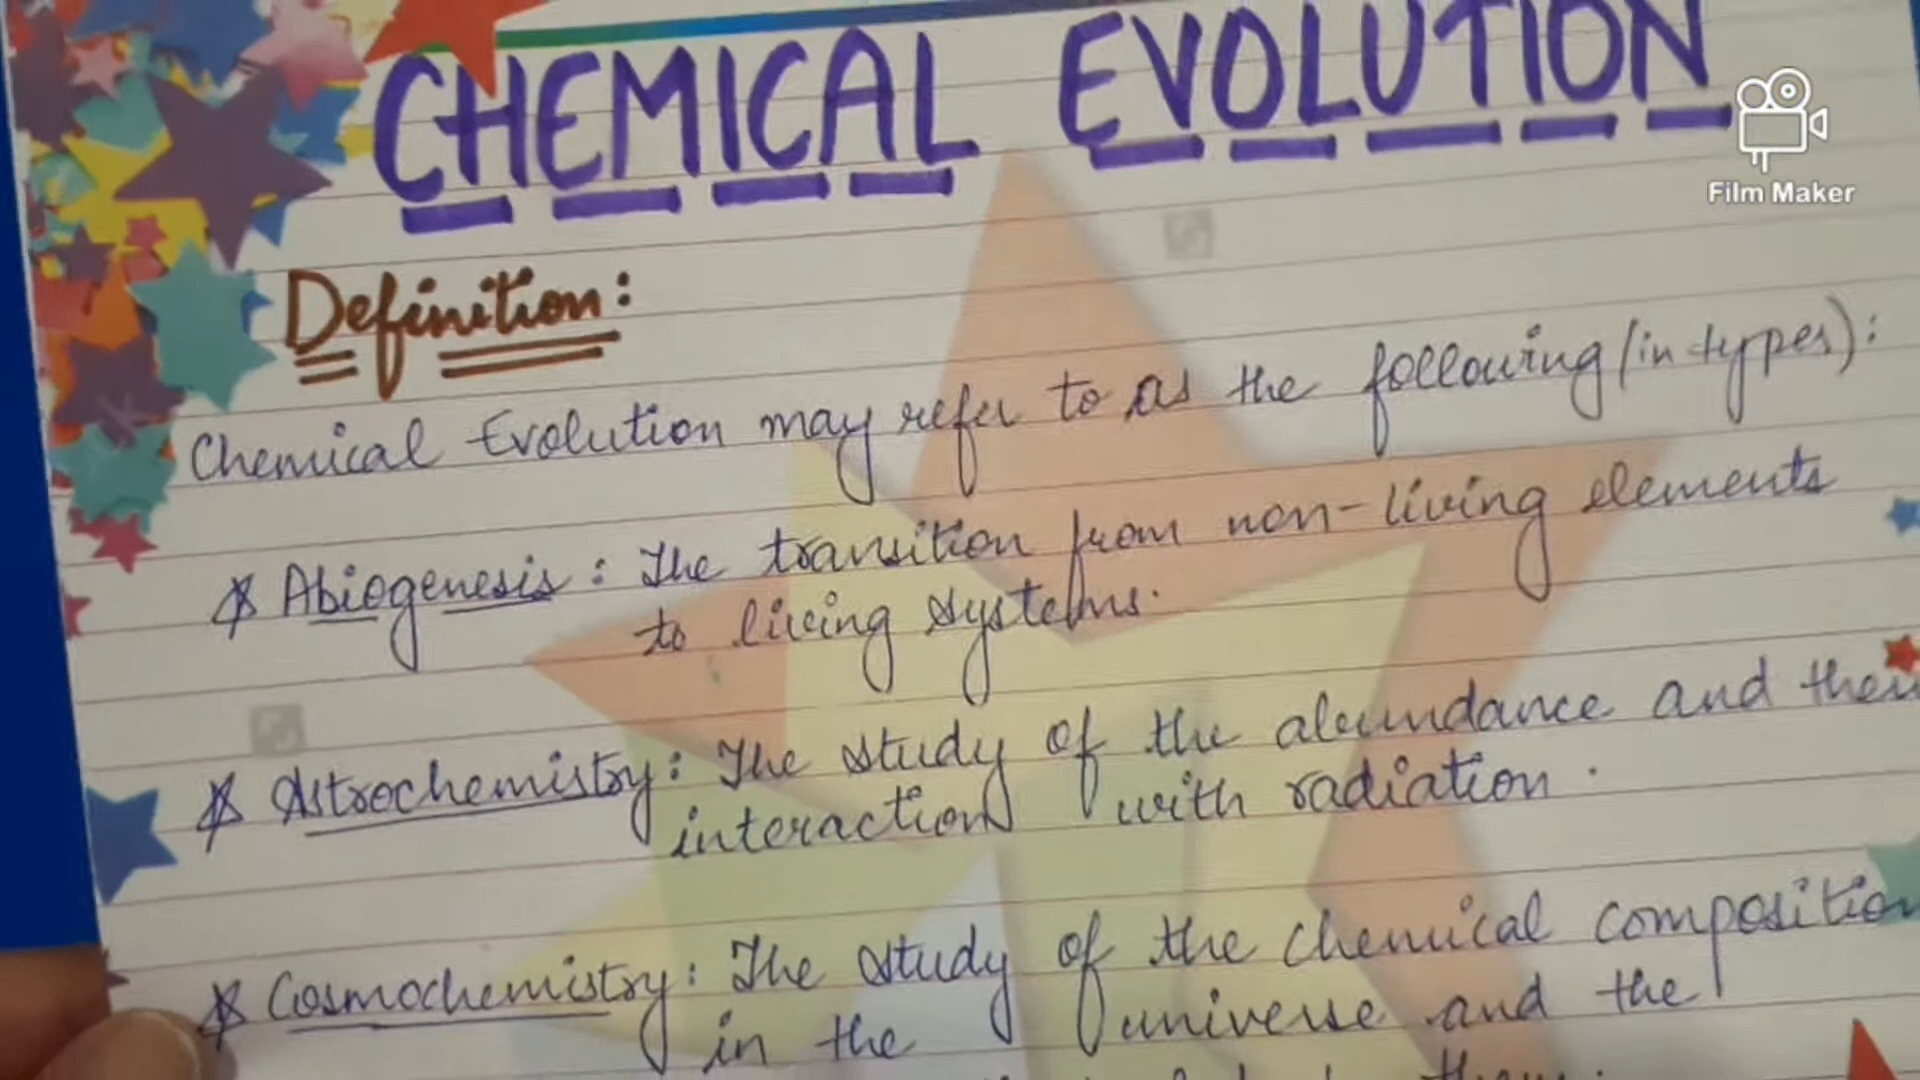 CHEMICAL EVOLUTION
Film Maker
Definition:
Chemical Evolution may refer to as the following (in types):
Abiogenesis: The transition from non-living elements
to living systems.
Astrochemistry: The study of the abundance and their
interaction with radiation.
Cosmochemistry: The study of the chemical composition
in the universe and the